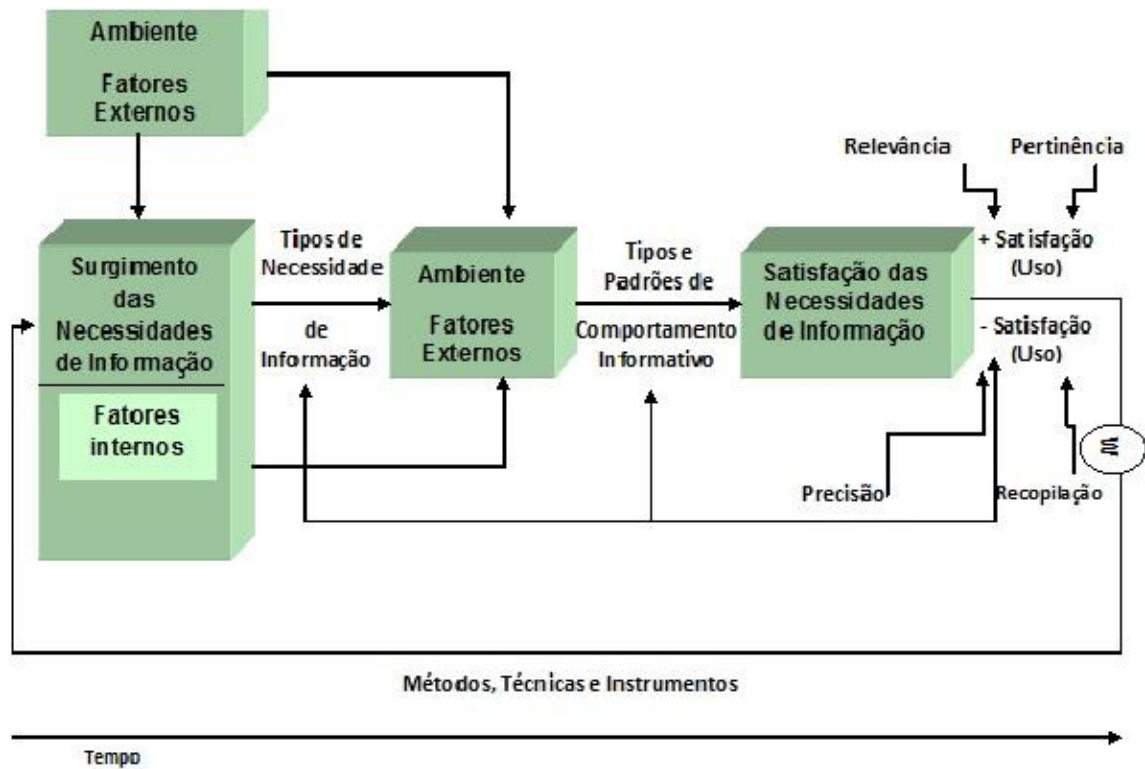 Ambiente
Fatores
Externos
Relevância
Pertinência
Surgimento
das
Necessidades
de Informação
Fatores
internos
Tipos de
Necessidade
de
Informação
Ambiente
Fatores
Externos
Tipos e
Padrões de
Comportamento
Informativo
Satisfação das
Necessidades
de Informação
+ Satisfação
(Uso)
- Satisfação
(Uso)
Precisão
Recopilação
Métodos, Técnicas e Instrumentos
Tempo